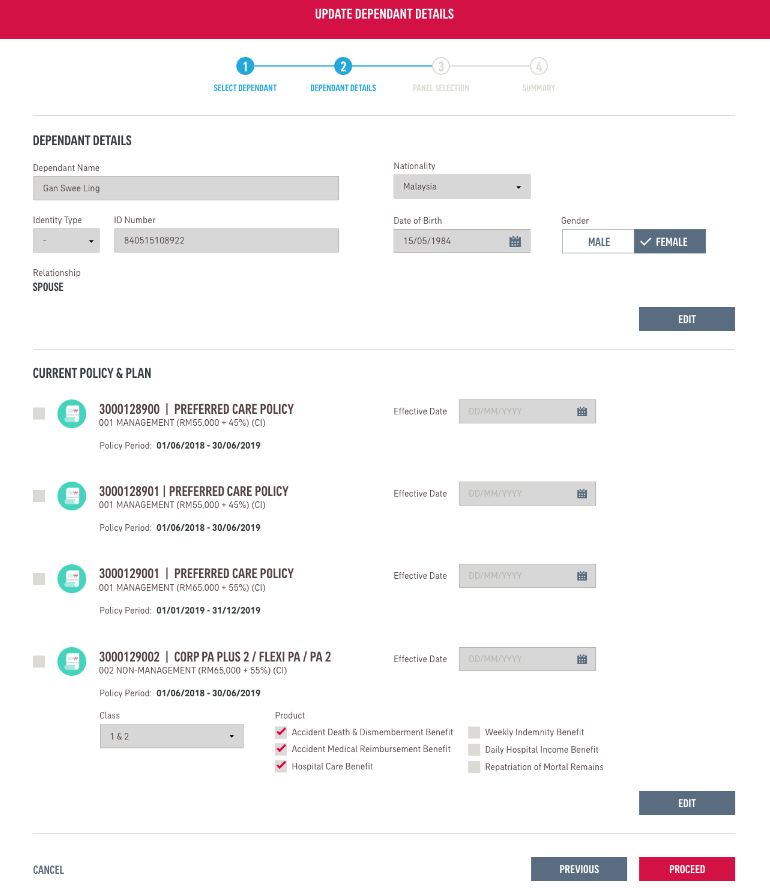 UPDATE DEPENDANT DETAILS
1 2 3 4
SELECT DEPENDANT DEPENDANT DETAILS PANEL SELECTION SUMMARY
DEPENDANT DETAILS
Dependant Name
Gan Swee Ling
Nationality
Malaysia
Identity Type
-
ID Number
840515108922
Date of Birth
15/05/1984
Gender
MALE FEMALE
Relationship
SPOUSE
EDIT
CURRENT POLICY & PLAN
3000128900 | PREFERRED CARE POLICY
001 MANAGEMENT (RM55,000 + 45%) (CI)
Policy Period: 01/06/2018 - 30/06/2019
Effective Date DD/MM/YYYY
3000128901 | PREFERRED CARE POLICY
001 MANAGEMENT (RM55,000 + 45%) (CI)
Policy Period: 01/06/2018 - 30/06/2019
Effective Date DD/MM/YYYY
3000129001 | PREFERRED CARE POLICY
001 MANAGEMENT (RM65,000 + 55%) (CI)
Policy Period: 01/01/2019 - 31/12/2019
Effective Date DD/MM/YYYY
3000129002 | CORP PA PLUS 2 / FLEXI PA / PA 2
002 NON-MANAGEMENT (RM65,000 + 55%) (CI)
Policy Period: 01/06/2018 - 30/06/2019
Effective Date DD/MM/YYYY
Class
1 & 2
Product
Accident Death & Dismemberment Benefit
Accident Medical Reimbursement Benefit
Hospital Care Benefit
Weekly Indemnity Benefit
Daily Hospital Income Benefit
Repatriation of Mortal Remains
EDIT
CANCEL PREVIOUS PROCEED